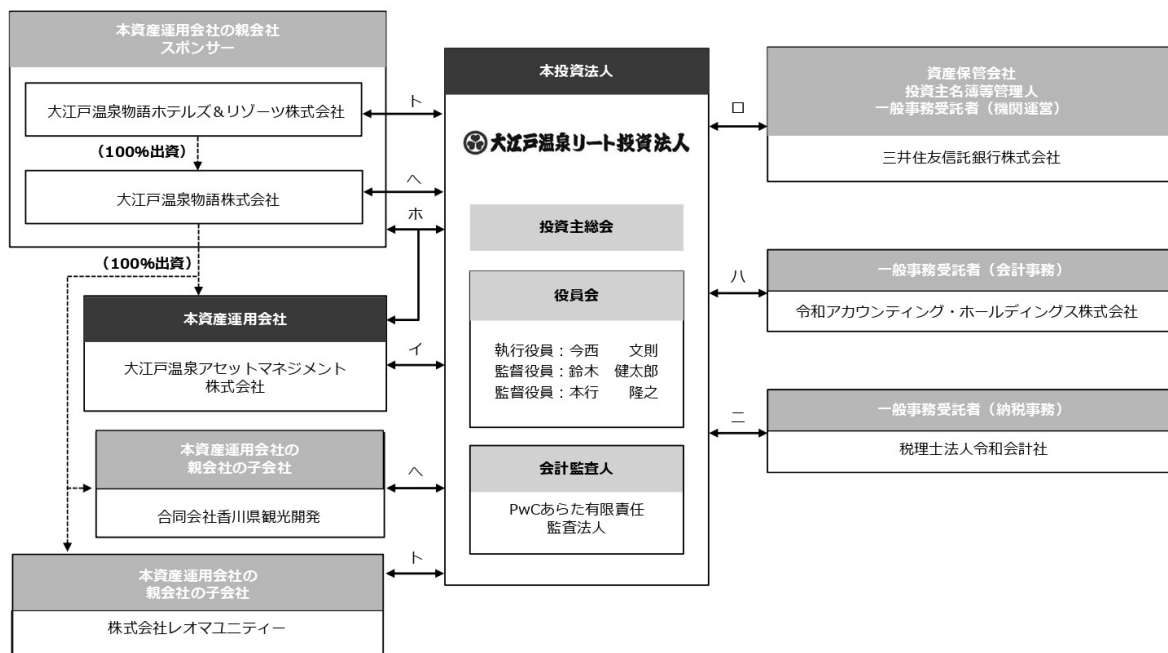 本資産運用会社の親会社
スポンサー
大江戸温泉物語ホテルズ＆リゾーツ株式会社
（100%出資）
大江戸温泉物語株式会社
（100%出資）
本資産運用会社
大江戸温泉アセットマネジメント
株式会社
本資産運用会社の
親会社の子会社
合同会社香川県観光開発
本資産運用会社の
親会社の子会社
株式会社レオマユニティー
ト
ヘ
ホ
イ
ヘ
ト
本投資法人
大江戸温泉リート投資法人
投資主総会
役員会
執行役員：今西　文則
監督役員：鈴木　健太郎
監督役員：本行　隆之
会計監査人
PwCあらた有限責任
監査法人
ロ
ハ
ニ
資産保管会社
投資主名簿等管理人
一般事務受託者（機関運営）
三井住友信託銀行株式会社
一般事務受託者（会計事務）
令和アカウンティング・ホールディングス株式会社
一般事務受託者（納税事務）
税理士法人令和会計社